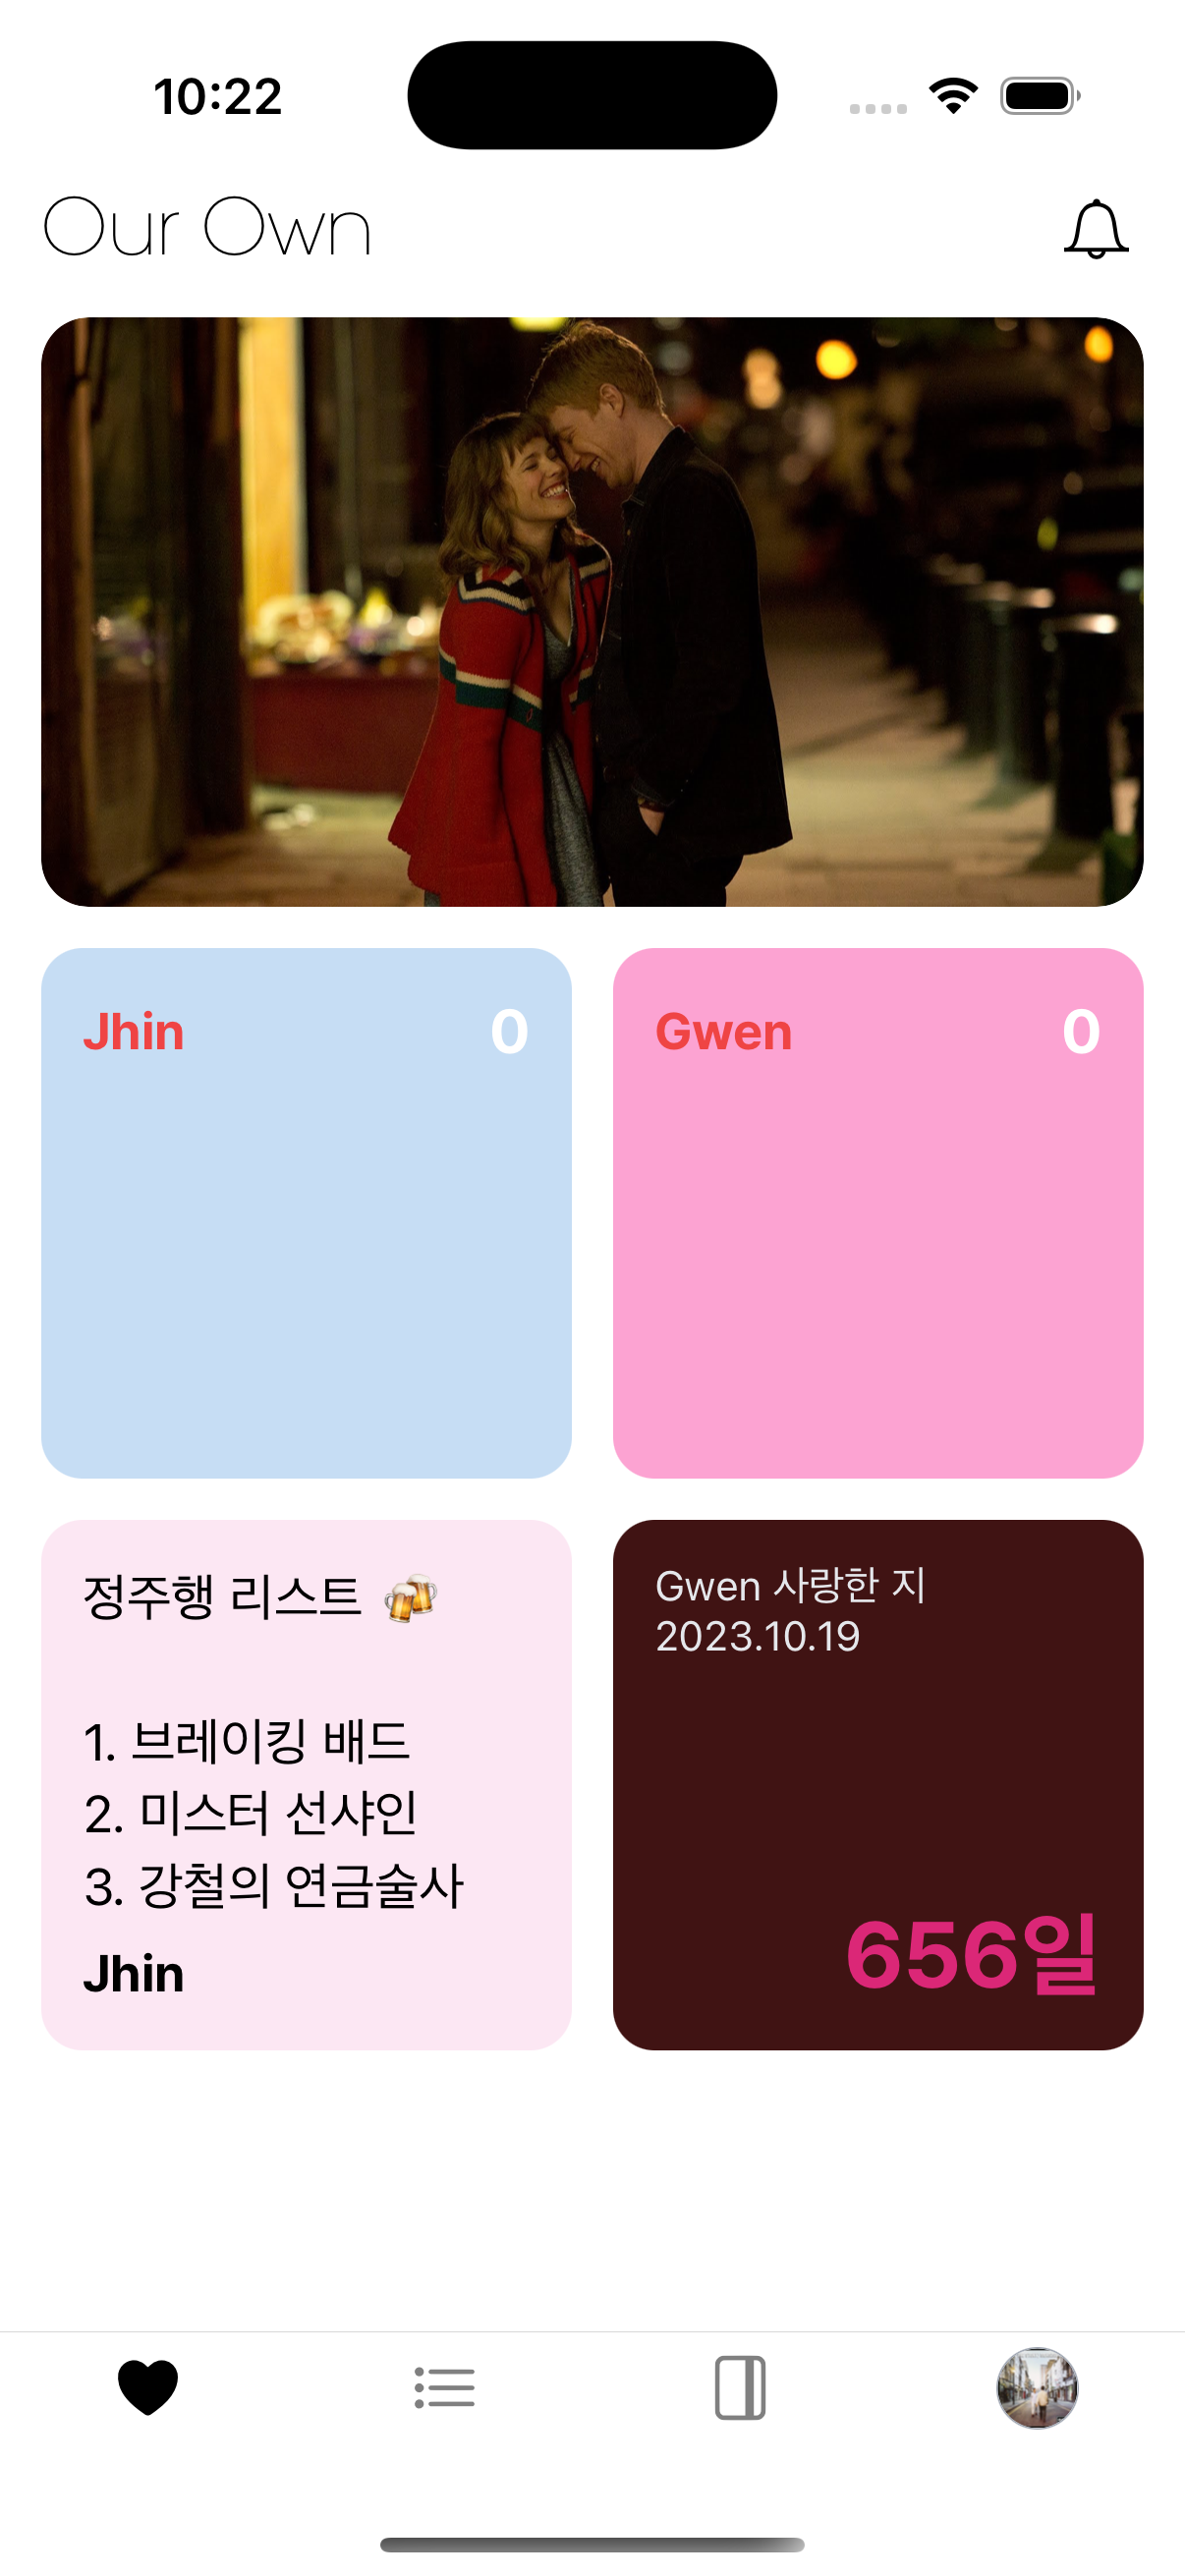 10:22
Our Own
Jhin 0
Gwen 0
정주행 리스트 🍻
1. 브레이킹 배드
2. 미스터 선샤인
3. 강철의 연금술사
Jhin
Gwen 사랑한 지
2023.10.19
656일